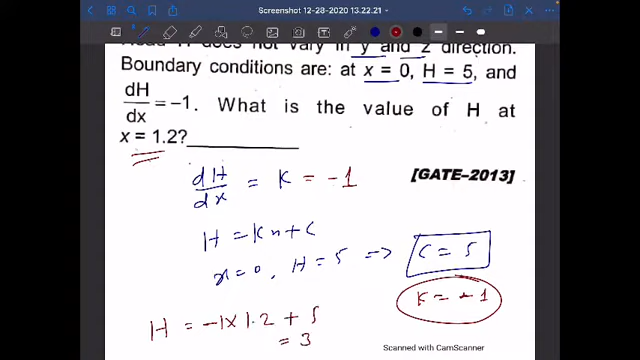 Screenshot 12-28-2020 13.22.21
Head H does not vary in y and z direction.
Boundary conditions are: at x = 0, H = 5, and
dH/dx = –1. What is the value of H at
x = 1.2?
[GATE–2013]
dH/dx = K = -1
H = Kx + C
x = 0, H = 5 => C = 5
K = -1
H = -1 x 1.2 + 5
= 3
Scanned with CamScanner